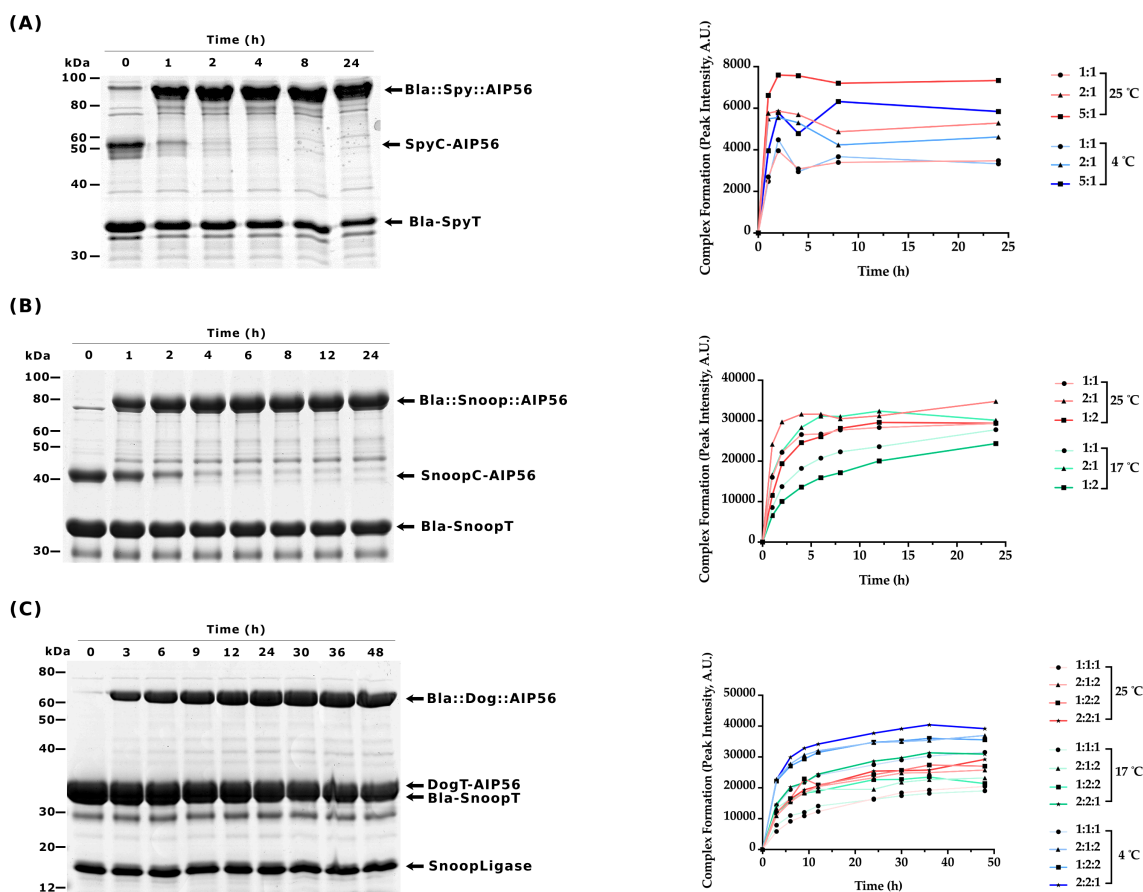 (A)
Time (h)
kDa 0 1 2 4 8 24
100
60
50
40
30
Bla::Spy::AIP56
SpyC-AIP56
Bla-SpyT
Complex Formation (Peak Intensity, A.U.)
8000
6000
4000
2000
0
0 5 10 15 20 25
Time (h)
1:1
2:1
5:1
25 ℃
1:1
2:1
5:1
4 ℃
(B)
Time (h)
kDa 0 1 2 4 6 8 12 24
100
80
60
50
40
30
Bla::Snoop::AIP56
SnoopC-AIP56
Bla-SnoopT
Complex Formation (Peak Intensity, A.U.)
40000
30000
20000
10000
0
0 5 10 15 20 25
Time (h)
1:1
2:1
1:2
25 ℃
1:1
2:1
1:2
17 ℃
(C)
Time (h)
kDa 0 3 6 9 12 24 30 36 48
80
60
50
40
30
20
12
Bla::Dog::AIP56
DogT-AIP56
Bla-SnoopT
SnoopLigase
Complex Formation (Peak Intensity, A.U.)
50000
40000
30000
20000
10000
0
0 10 20 30 40 50
Time (h)
1:1:1
2:1:2
1:2:2
2:2:1
25 ℃
1:1:1
2:1:2
1:2:2
2:2:1
17 ℃
1:1:1
2:1:2
1:2:2
2:2:1
4 ℃